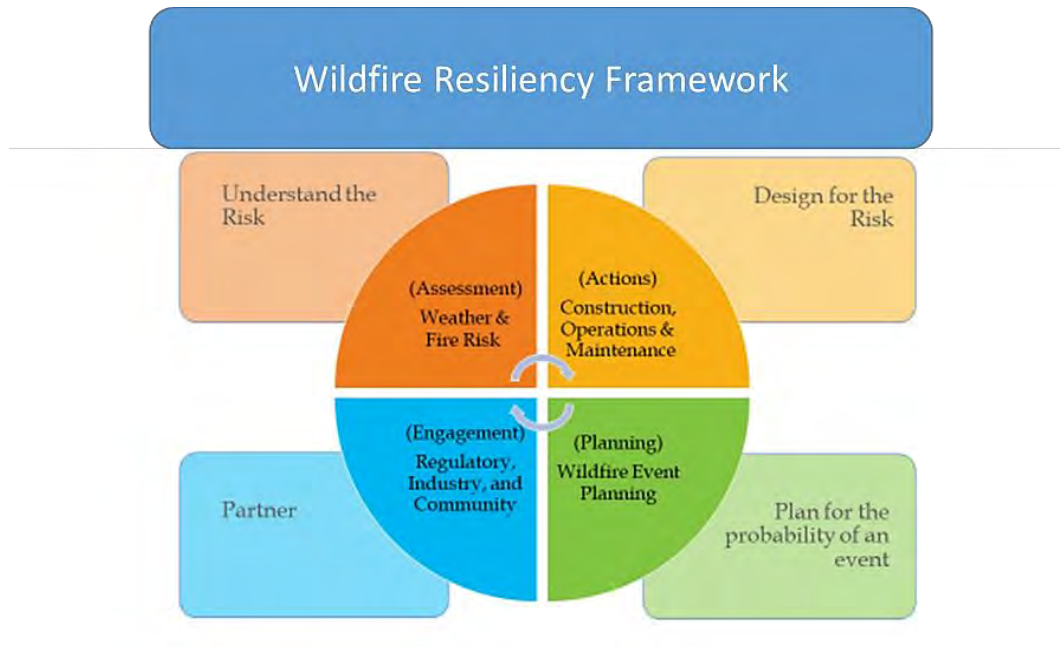 Wildfire Resiliency Framework
Understand the
Risk
Design for the
Risk
(Assessment)
Weather &
Fire Risk
(Actions)
Construction,
Operations &
Maintenance
(Engagement)
Regulatory,
Industry, and
Community
(Planning)
Wildfire Event
Planning
Partner
Plan for the
probability of an
event